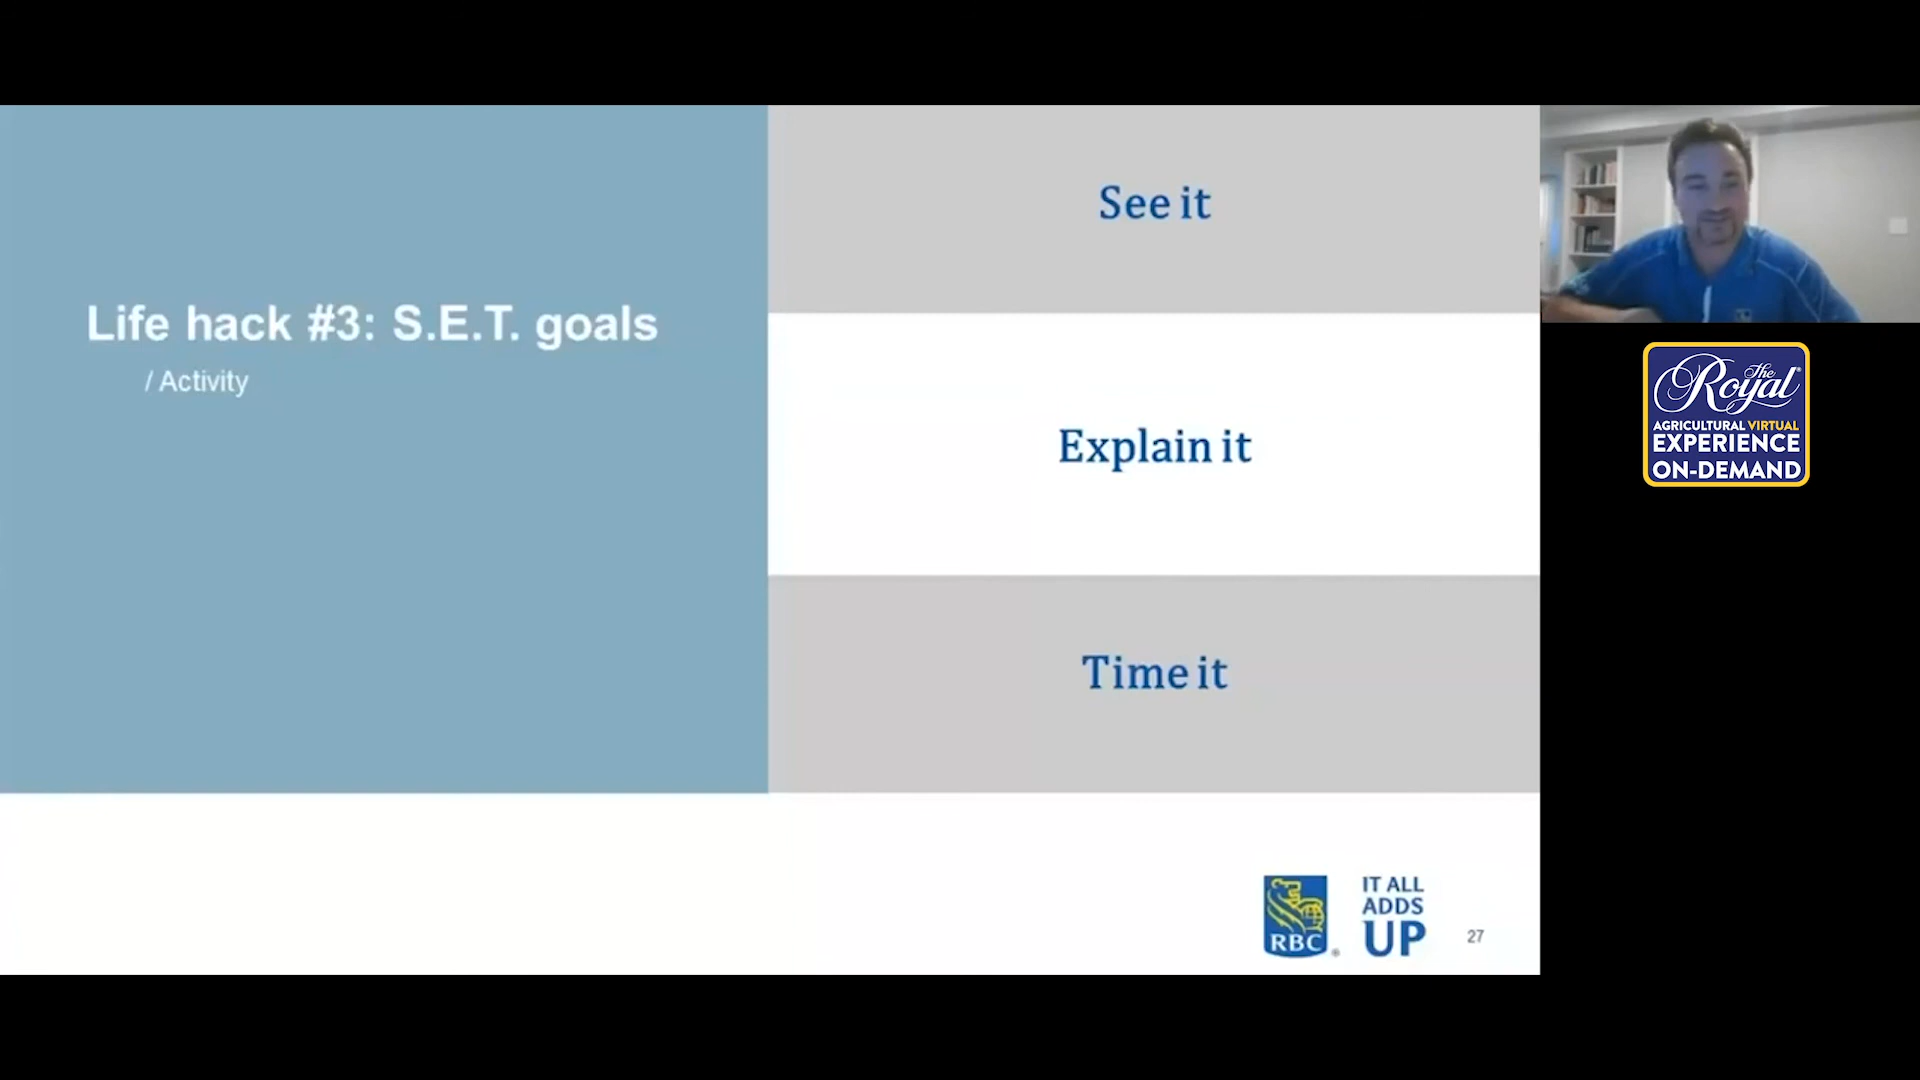 Life hack #3: S.E.T. goals
/ Activity
See it
Explain it
Time it
RBC ®
IT ALL
ADDS
UP
27
The
Royal®
AGRICULTURAL VIRTUAL
EXPERIENCE
ON-DEMAND